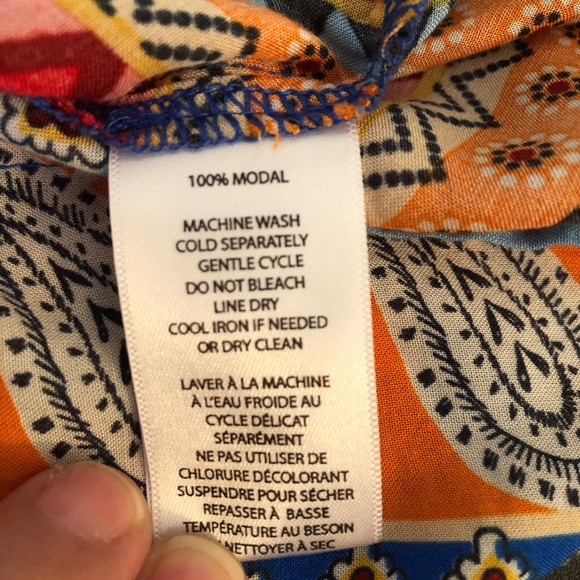 100% MODAL
MACHINE WASH
COLD SEPARATELY
GENTLE CYCLE
DO NOT BLEACH
LINE DRY
COOL IRON IF NEEDED
OR DRY CLEAN
LAVER À LA MACHINE
À L'EAU FROIDE AU
CYCLE DÉLICAT
SÉPARÉMENT
NE PAS UTILISER DE
CHLORURE DÉCOLORANT
SUSPENDRE POUR SÉCHER
REPASSER À BASSE
TEMPÉRATURE AU BESOIN
NETTOYER À SEC